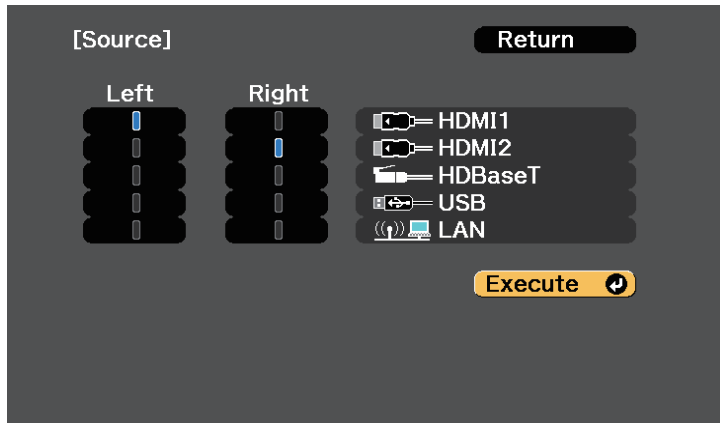 [Source] Return
Left Right
HDMI1
HDMI2
HDBaseT
USB
LAN
Execute